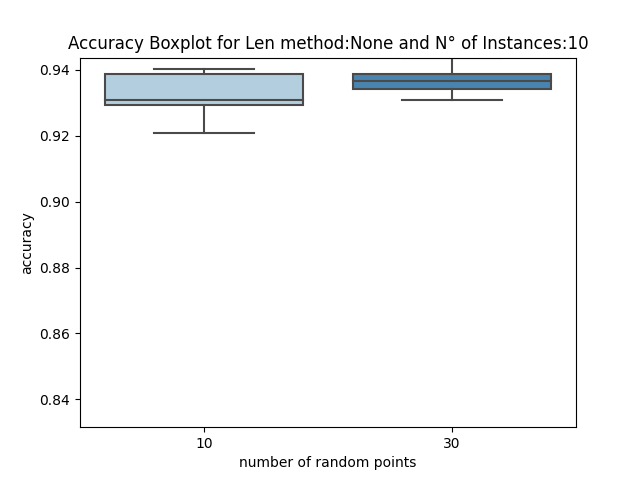 Accuracy Boxplot for Len method:None and N° of Instances:10
0.94
0.92
0.90
0.88
0.86
0.84
accuracy
10 30
number of random points